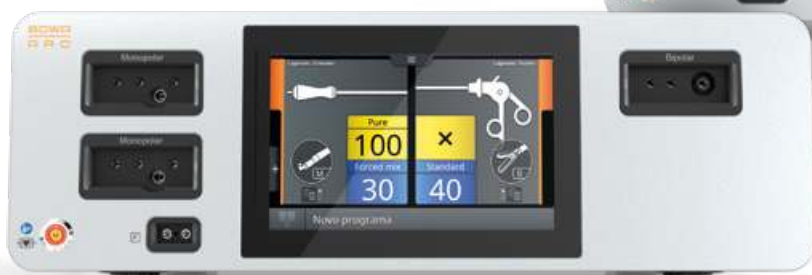 BOWA
ARC
Monopolar
Monopolar
Bipolar
Pure
100
Forced mix
30
M
×
Standard
40
B
Novo programa